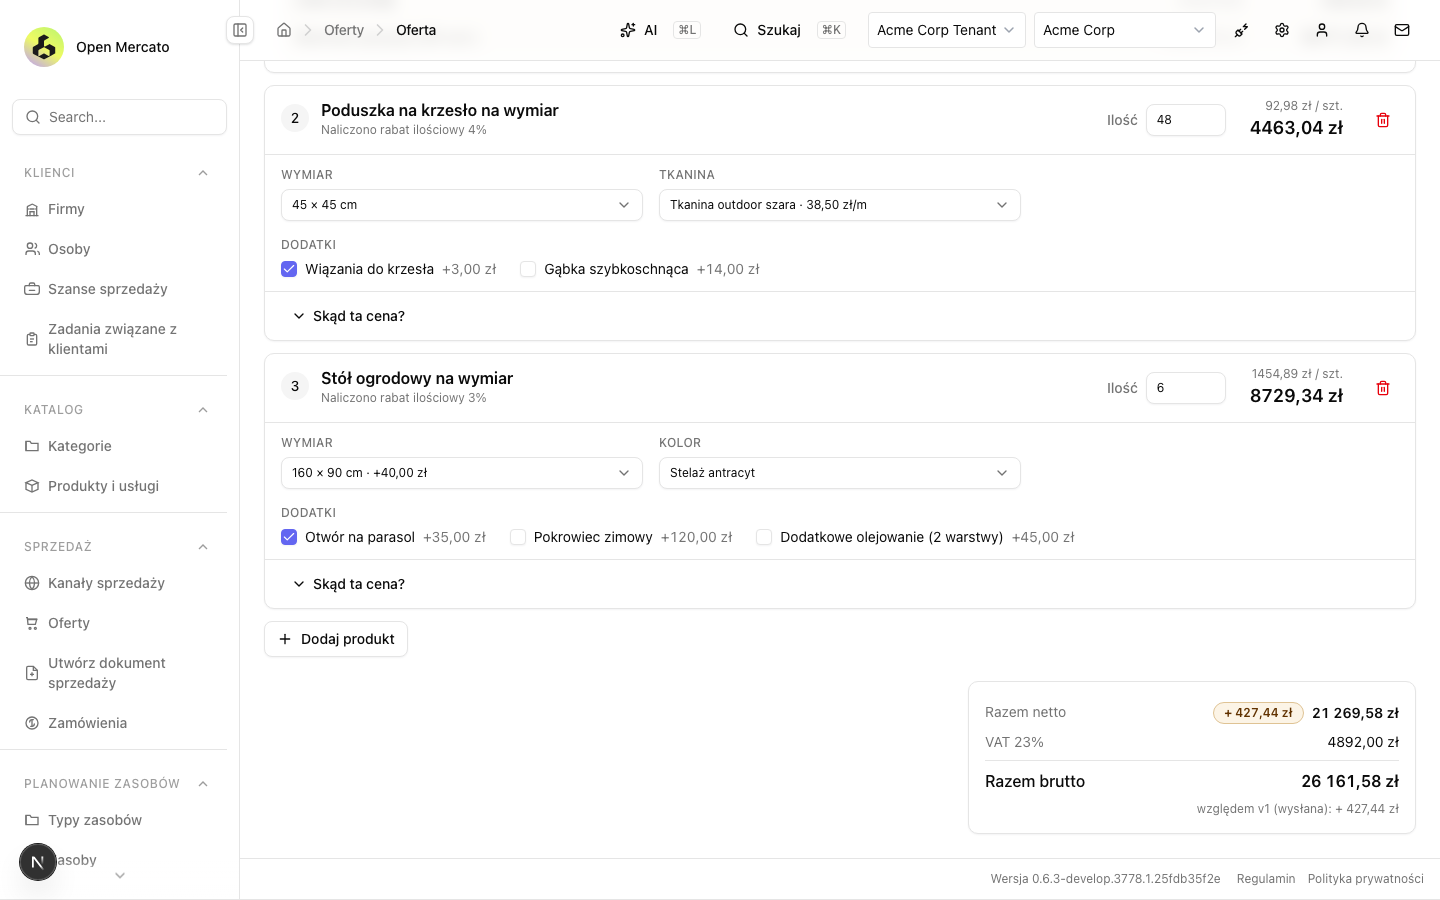 Open Mercato
Oferty
Oferta
AI
⌘L
Szukaj
⌘K
Acme Corp Tenant
Acme Corp
Search...
KLIENCI
Firmy
Osoby
Szanse sprzedaży
Zadania związane z
klientami
KATALOG
Kategorie
Produkty i usługi
SPRZEDAŻ
Kanały sprzedaży
Oferty
Utwórz dokument
sprzedaży
Zamówienia
PLANOWANIE ZASOBÓW
Typy zasobów
asoby
N
2
Poduszka na krzesło na wymiar
Naliczono rabat ilościowy 4%
Ilość
48
92,98 zł / szt.
4463,04 zł
WYMIAR
45 × 45 cm
TKANINA
Tkanina outdoor szara · 38,50 zł/m
DODATKI
Wiązania do krzesła +3,00 zł
Gąbka szybkoschnąca +14,00 zł
Skąd ta cena?
3
Stół ogrodowy na wymiar
Naliczono rabat ilościowy 3%
Ilość
6
1454,89 zł / szt.
8729,34 zł
WYMIAR
160 × 90 cm · +40,00 zł
KOLOR
Stelaż antracyt
DODATKI
Otwór na parasol +35,00 zł
Pokrowiec zimowy +120,00 zł
Dodatkowe olejowanie (2 warstwy) +45,00 zł
Skąd ta cena?
Dodaj produkt
Razem netto
+ 427,44 zł
21 269,58 zł
VAT 23%
4892,00 zł
Razem brutto
26 161,58 zł
względem v1 (wysłana): + 427,44 zł
Wersja 0.6.3-develop.3778.1.25fdb35f2e
Regulamin
Polityka prywatności